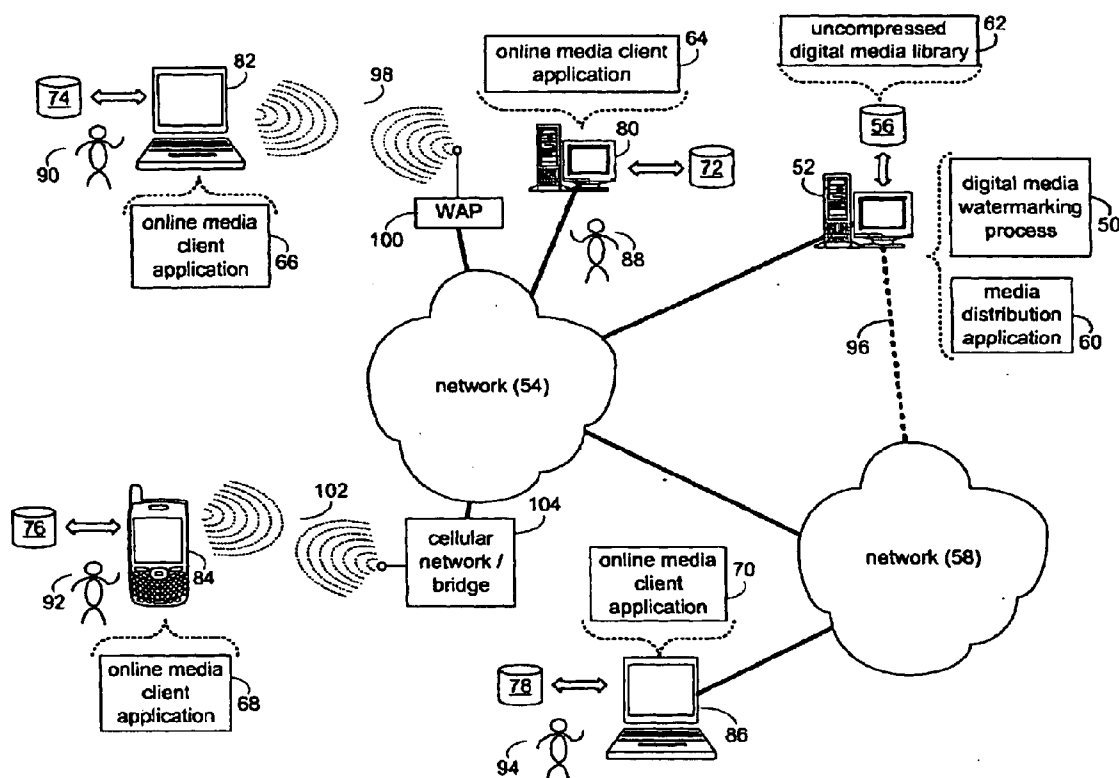 82
74
98
90
online media
client
application
66
64
online media client
application
80
72
WAP
100
88
62
uncompressed
digital media library
56
52
digital media
watermarking
process
50
media
distribution
application
60
96
network (54)
network (58)
102
104
76
84
92
cellular
network /
bridge
online media
client
application
68
online media
client
application
70
78
86
94